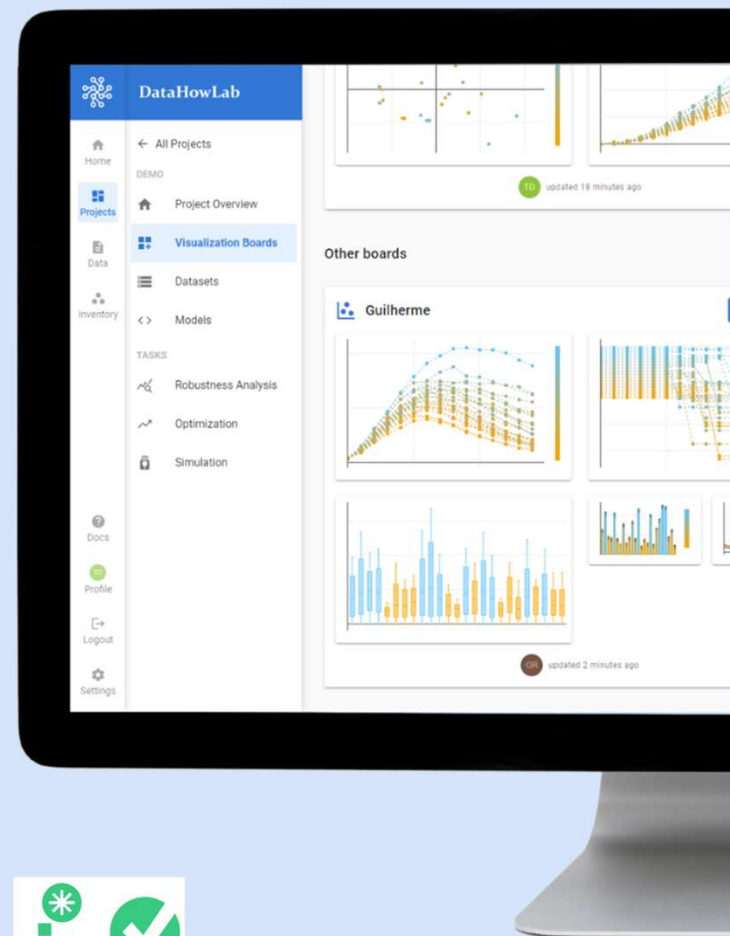 DataHowLab
Home
Projects
Data
Inventory
← All Projects
DEMO
Project Overview
Visualization Boards
Datasets
Models
TASKS
Robustness Analysis
Optimization
Simulation
Docs
Profile
Logout
Settings
TD updated 18 minutes ago
Other boards
Guilherme
GR updated 2 minutes ago